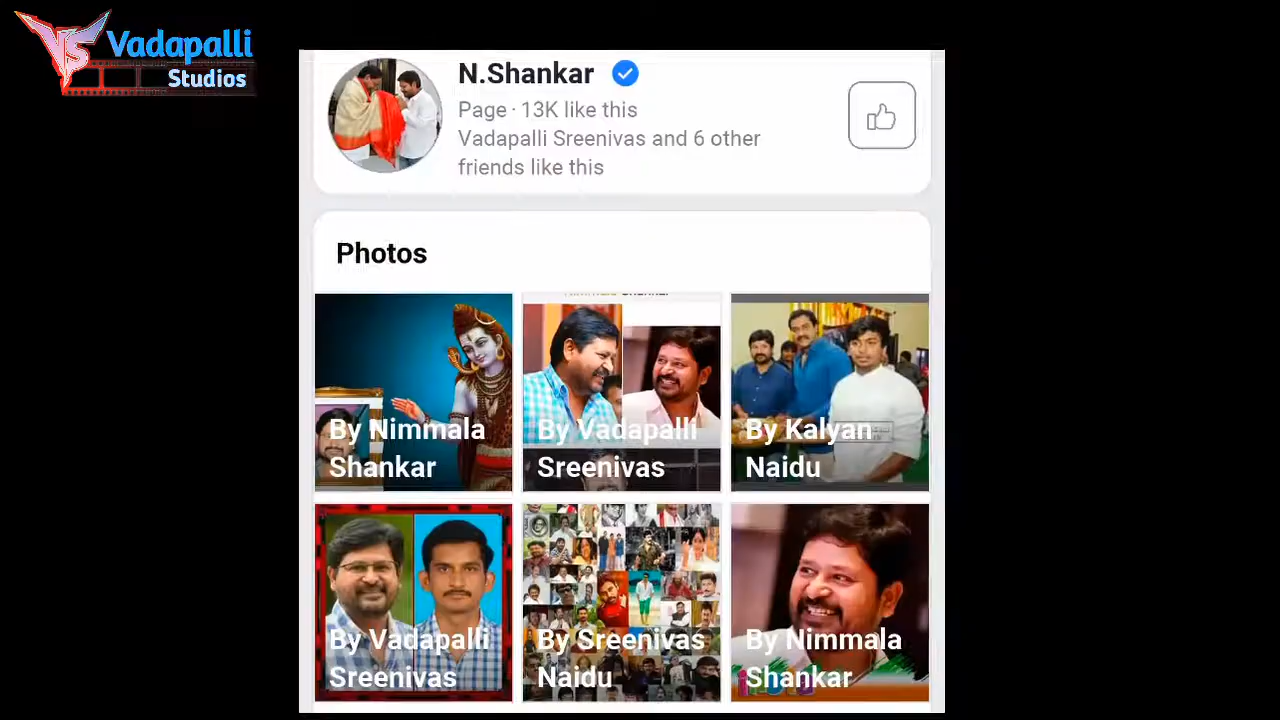 Vadapalli
Studios
N.Shankar
Page · 13K like this
Vadapalli Sreenivas and 6 other
friends like this
Photos
By Nimmala
Shankar
By Vadapalli
Sreenivas
By Kalyan
Naidu
By Vadapalli
Sreenivas
By Sreenivas
Naidu
By Nimmala
Shankar